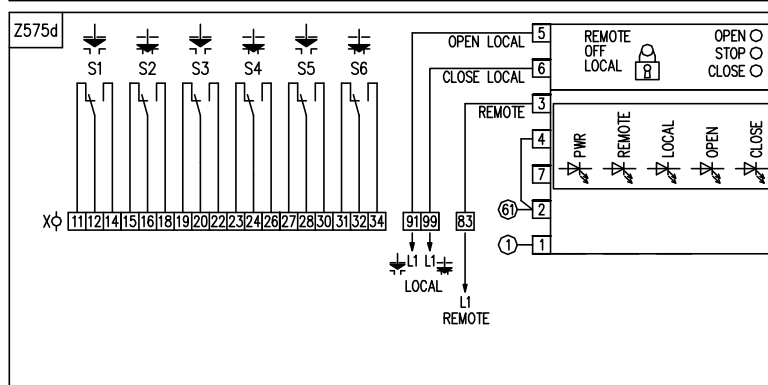 Z575d
S1 S2 S3 S4 S5 S6
OPEN LOCAL 5
CLOSE LOCAL 6
REMOTE 3
4
7
61 2
1 1
REMOTE
OFF
LOCAL
OPEN
STOP
CLOSE
PWR
REMOTE
LOCAL
OPEN
CLOSE
X 11 12 14 15 16 18 19 20 22 23 24 26 27 28 30 31 32 34 91 99 83
L1 L1
LOCAL
L1
REMOTE